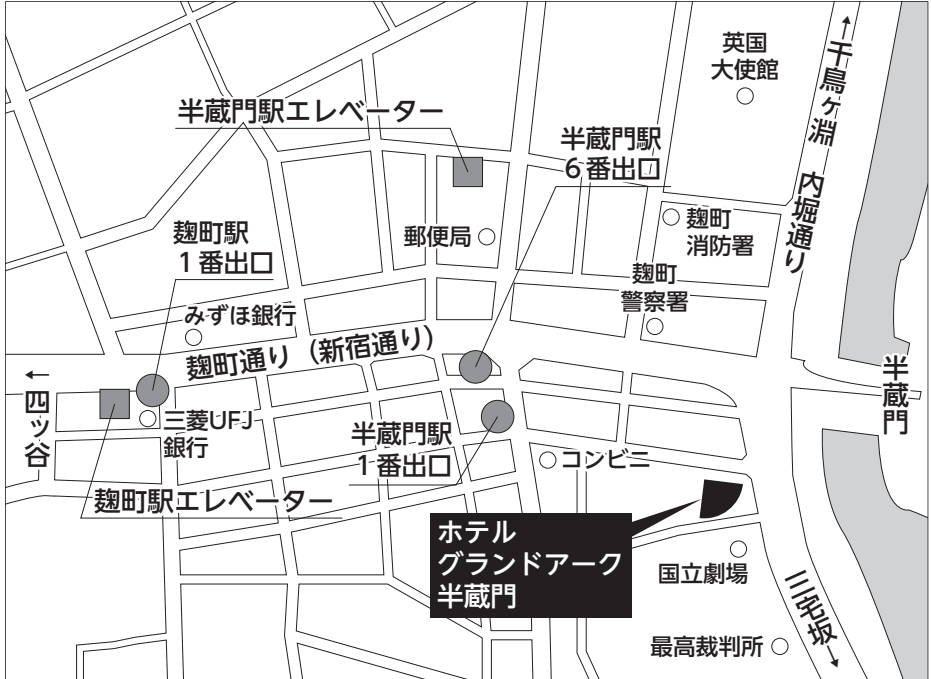 英国
大使館
↑
千鳥ヶ淵
内堀通り
半蔵門駅エレベーター
半蔵門駅
6番出口
麹町
消防署
郵便局
麹町駅
1番出口
麹町
警察署
みずほ銀行
麹町通り（新宿通り）
半蔵門
←
四ッ谷
三菱UFJ
銀行
半蔵門駅
1番出口
コンビニ
麹町駅エレベーター
ホテル
グランドアーク
半蔵門
国立劇場
三宅坂
↓
最高裁判所